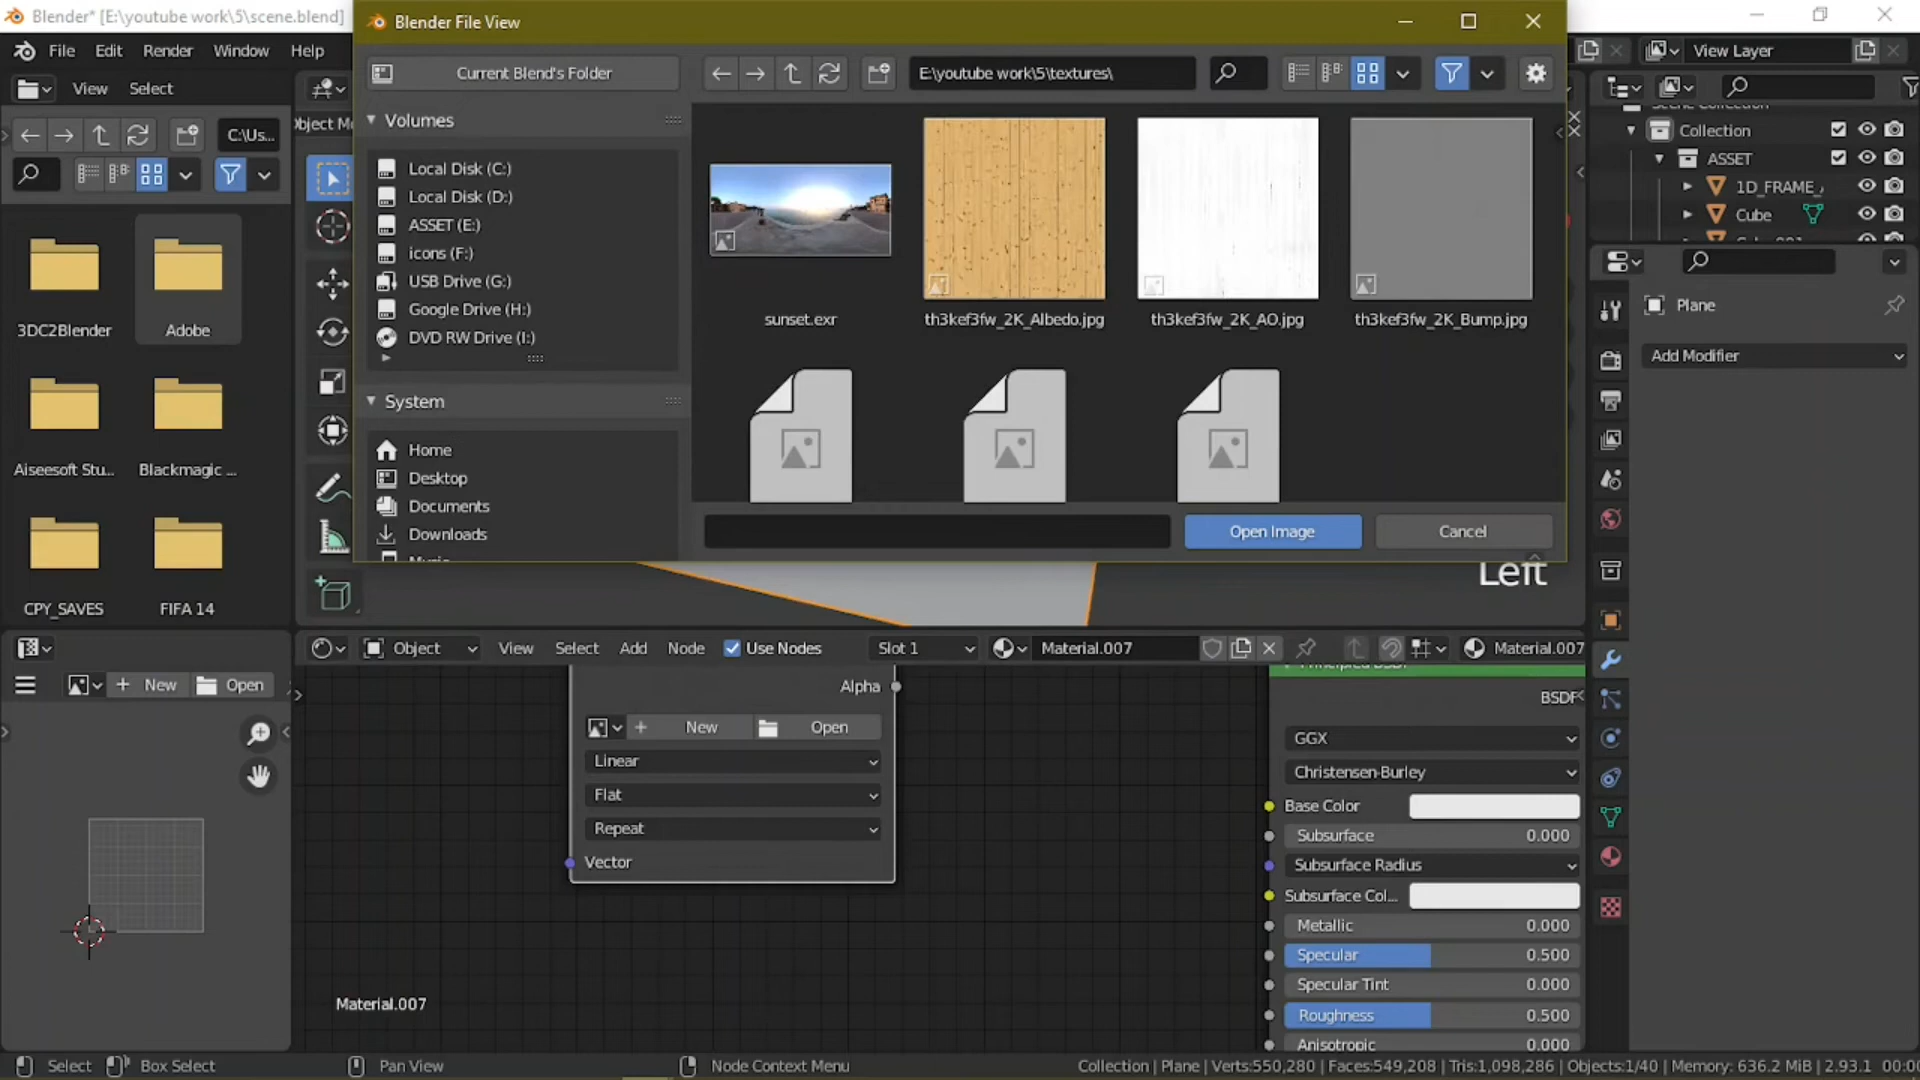 Blender* [E:\youtube work\5\scene.blend]
Blender File View
File Edit Render Window Help
View Layer
Current Blend's Folder
E:\youtube work\5\textures\
View Select
C:\Us...
Volumes
Local Disk (C:)
Local Disk (D:)
ASSET (E:)
icons (F:)
USB Drive (G:)
Google Drive (H:)
DVD RW Drive (I:)
System
Home
Desktop
Documents
Downloads
sunset.exr
th3kef3fw_2K_Albedo.jpg
th3kef3fw_2K_AO.jpg
th3kef3fw_2K_Bump.jpg
Open Image
Cancel
Left
Collection
ASSET
1D_FRAME_
Cube
Plane
Add Modifier
3DC2Blender
Adobe
Aiseesoft Stu...
Blackmagic ...
CPY_SAVES
FIFA 14
Object View Select Add Node Use Nodes Slot 1 Material.007 Material.007
New Open
Alpha
New Open
Linear
Flat
Repeat
Vector
Principled BSDF
BSDF
GGX
Christensen-Burley
Base Color
Subsurface 0.000
Subsurface Radius
Subsurface Col...
Metallic 0.000
Specular 0.500
Specular Tint 0.000
Roughness 0.500
Anisotropic 0.000
Material.007
Select Box Select Pan View Node Context Menu Collection | Plane | Verts:550,280 | Faces:549,208 | Tris:1,098,286 | Objects:1/40 | Memory: 636.2 MiB | 2.93.1